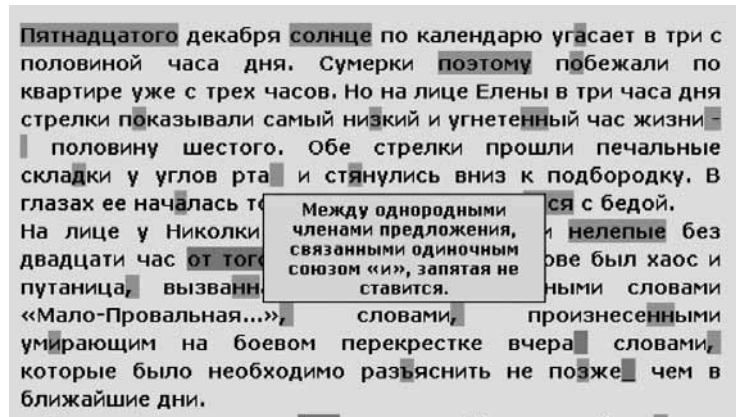 Пятнадцатого декабря солнце по календарю угасает в три с
половиной часа дня. Сумерки поэтому побежали по
квартире уже с трех часов. Но на лице Елены в три часа дня
стрелки показывали самый низкий и угнетенный час жизни -
половину шестого. Обе стрелки прошли печальные
складки у углов рта и стянулись вниз к подбородку. В
глазах ее началась то ся с бедой.
Между однородными
членами предложения,
связанными одиночным
союзом «и», запятая не
ставится.
На лице у Николки и нелепые без
двадцати час от того ове был хаос и
путаница, вызванн ными словами
«Мало-Провальная...», словами, произнесенными
умирающим на боевом перекрестке вчера словами,
которые было необходимо разъяснить не позже_ чем в
ближайшие дни.